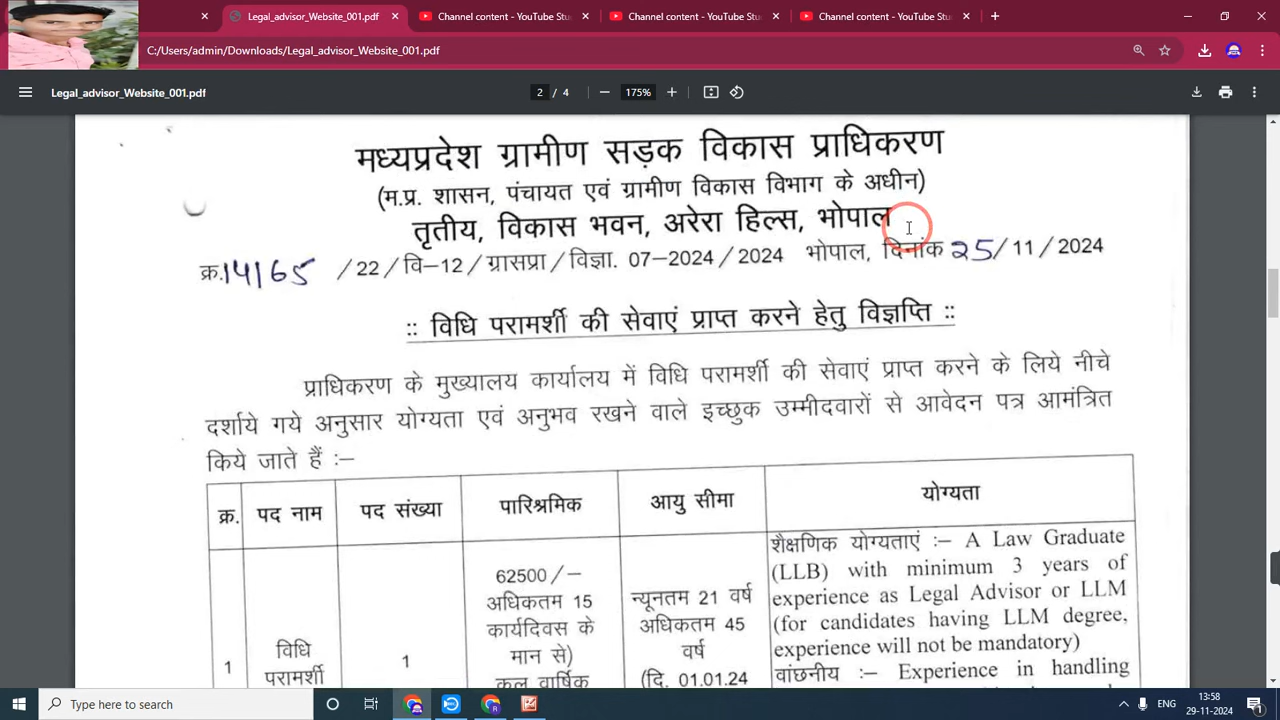 Legal_advisor_Website_001.pdf
Channel content - YouTube Stu
Channel content - YouTube Stu
Channel content - YouTube Stu
C:/Users/admin/Downloads/Legal_advisor_Website_001.pdf
Legal_advisor_Website_001.pdf
2 / 4
175%
मध्यप्रदेश ग्रामीण सड़क विकास प्राधिकरण
(म.प्र. शासन, पंचायत एवं ग्रामीण विकास विभाग के अधीन)
तृतीय, विकास भवन, अरेरा हिल्स, भोपाल
क्र.14165 /22/वि–12/ग्रासप्रा/विज्ञा. 07-2024/2024 भोपाल, दिनांक 25/11/2024
:: विधि परामर्शी की सेवाएं प्राप्त करने हेतु विज्ञप्ति ::
प्राधिकरण के मुख्यालय कार्यालय में विधि परामर्शी की सेवाएं प्राप्त करने के लिये नीचे
दर्शाये गये अनुसार योग्यता एवं अनुभव रखने वाले इच्छुक उम्मीदवारों से आवेदन पत्र आमंत्रित
किये जाते हैं :–
क्र. पद नाम पद संख्या पारिश्रमिक आयु सीमा योग्यता
1
विधि
परामर्शी
1
62500/–
अधिकतम 15
कार्यदिवस के
मान से)
कुल वार्षिक
न्यूनतम 21 वर्ष
अधिकतम 45
वर्ष
(दि. 01.01.24
शैक्षणिक योग्यताएं :– A Law Graduate
(LLB) with minimum 3 years of
experience as Legal Advisor or LLM
(for candidates having LLM degree,
experience will not be mandatory)
वांछनीय :– Experience in handling
Type here to search
ENG
13:58
29-11-2024